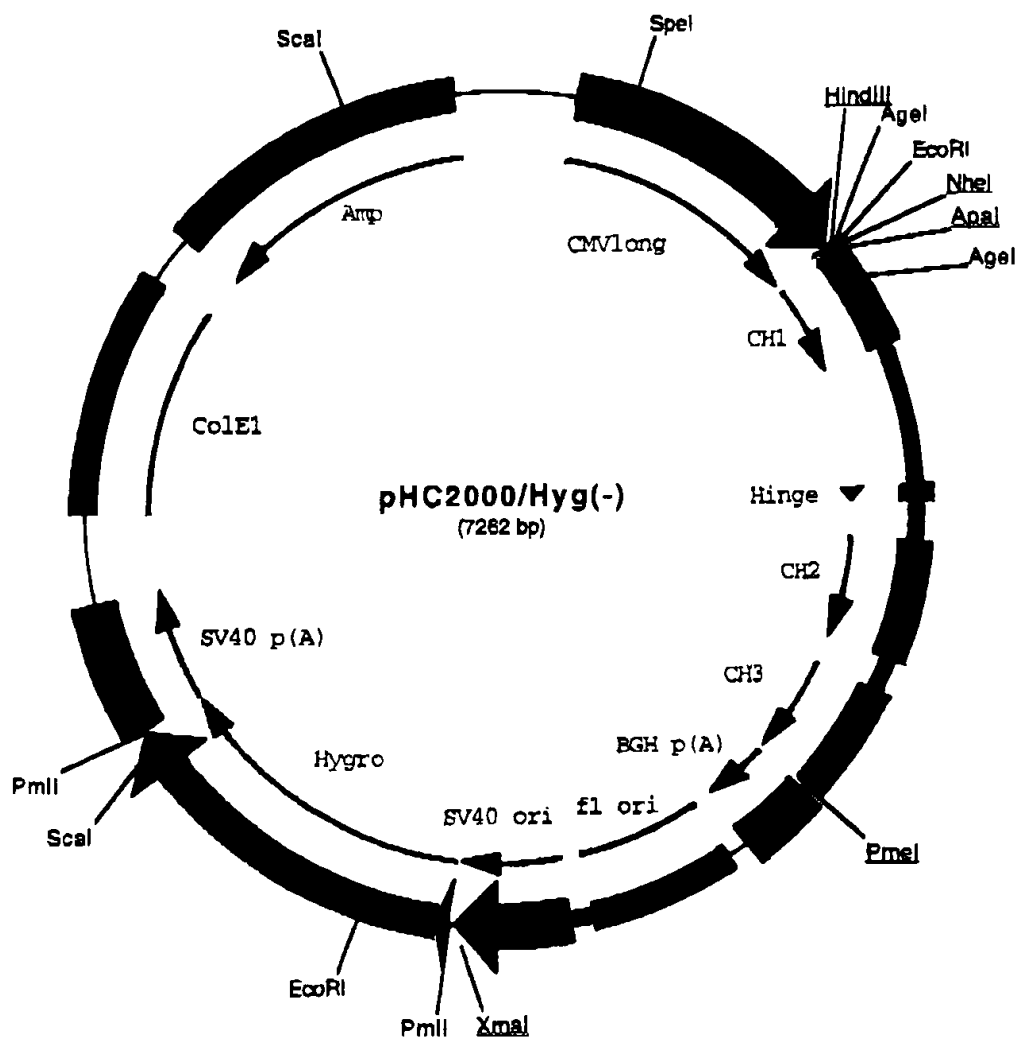 ScaI
SpeI
HindIII
AgeI
EcoRI
NheI
ApaI
AgeI
Amp
CMVlong
CH1
ColE1
pHC2000/Hyg(-)
(7262 bp)
Hinge
CH2
SV40 p(A)
CH3
BGH p(A)
Hygro
SV40 ori
f1 ori
PmlI
ScaI
PmeI
EcoRI
PmlI
XmaI